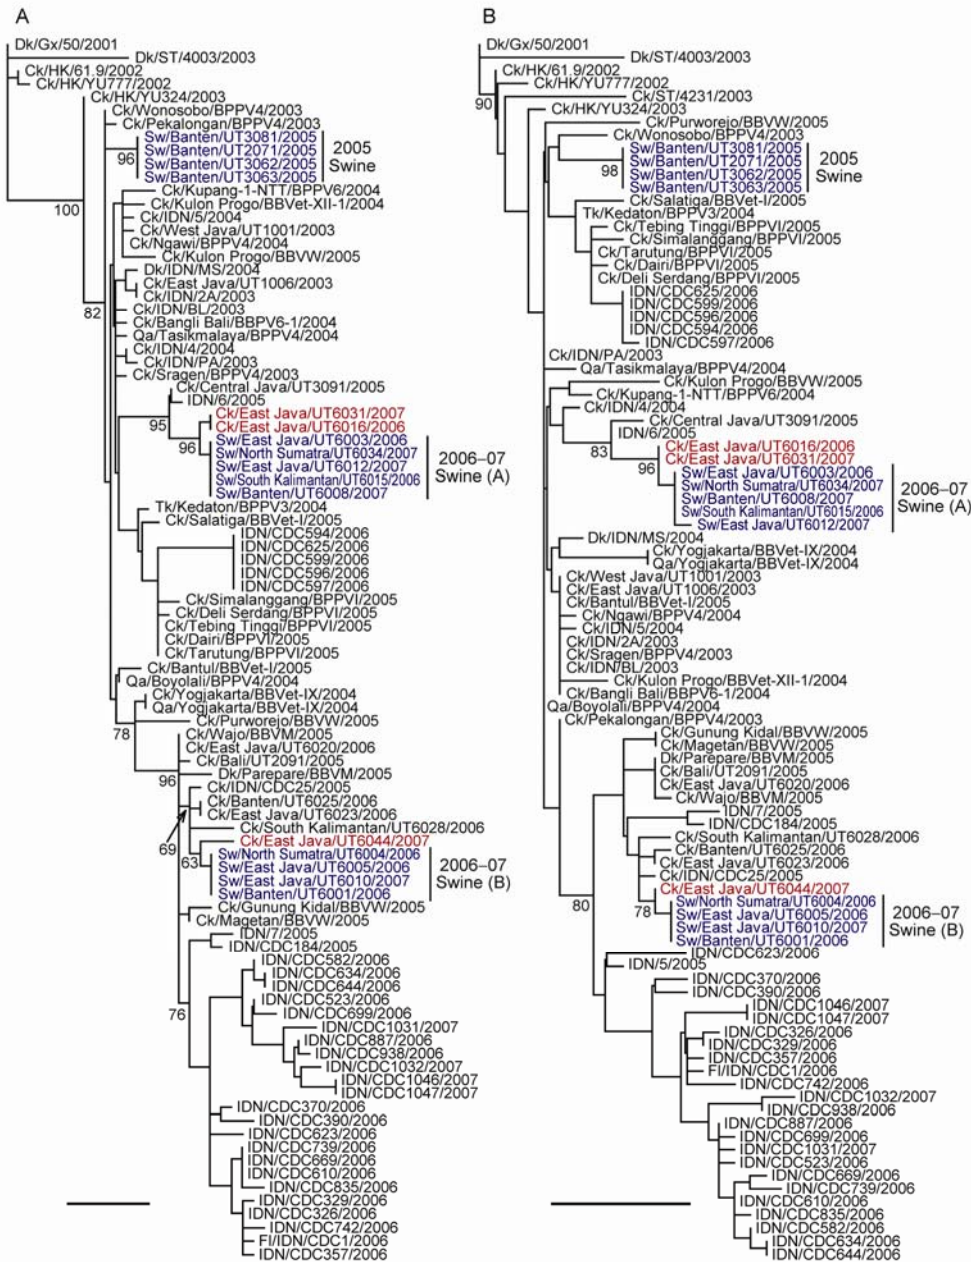 A
Dk/Gx/50/2001
Dk/ST/4003/2003
Ck/HK/61.9/2002
Ck/HK/YU777/2002
Ck/HK/YU324/2003
Ck/Wonosobo/BPPV4/2003
Ck/Pekalongan/BPPV4/2003
Sw/Banten/UT3081/2005
Sw/Banten/UT2071/2005
Sw/Banten/UT3062/2005
Sw/Banten/UT3063/2005
96
2005
Swine
Ck/Kupang-1-NTT/BPPV6/2004
Ck/Kulon Progo/BBVet-XII-1/2004
100
Ck/IDN/5/2004
Ck/West Java/UT1001/2003
Ck/Ngawi/BPPV4/2004
Ck/Kulon Progo/BBVW/2005
Dk/IDN/MS/2004
Ck/East Java/UT1006/2003
Ck/IDN/2A/2003
82
Ck/IDN/BL/2003
Ck/Bangli Bali/BBPV6-1/2004
Qa/Tasikmalaya/BPPV4/2004
Ck/IDN/4/2004
Ck/IDN/PA/2003
Ck/Sragen/BPPV4/2003
Ck/Central Java/UT3091/2005
IDN/6/2005
Ck/East Java/UT6031/2007
Ck/East Java/UT6016/2006
95
96
Sw/East Java/UT6003/2006
Sw/North Sumatra/UT6034/2007
Sw/East Java/UT6012/2007
Sw/South Kalimantan/UT6015/2006
Sw/Banten/UT6008/2007
2006–07
Swine (A)
Tk/Kedaton/BPPV3/2004
Ck/Salatiga/BBVet-I/2005
IDN/CDC594/2006
IDN/CDC625/2006
IDN/CDC599/2006
IDN/CDC596/2006
IDN/CDC597/2006
Ck/Simalanggang/BPPVI/2005
Ck/Deli Serdang/BPPVI/2005
Ck/Tebing Tinggi/BPPVI/2005
Ck/Dairi/BPPVI/2005
Ck/Tarutung/BPPVI/2005
Ck/Bantul/BBVet-I/2005
Qa/Boyolali/BPPV4/2004
Ck/Yogjakarta/BBVet-IX/2004
Qa/Yogjakarta/BBVet-IX/2004
Ck/Purworejo/BBVW/2005
78
Ck/Wajo/BBVM/2005
Ck/East Java/UT6020/2006
Ck/Bali/UT2091/2005
Dk/Parepare/BBVM/2005
96
Ck/IDN/CDC25/2005
Ck/Banten/UT6025/2006
Ck/East Java/UT6023/2006
Ck/South Kalimantan/UT6028/2006
Ck/East Java/UT6044/2007
69
63
Sw/North Sumatra/UT6004/2006
Sw/East Java/UT6005/2006
Sw/East Java/UT6010/2007
Sw/Banten/UT6001/2006
2006–07
Swine (B)
Ck/Gunung Kidal/BBVW/2005
Ck/Magetan/BBVW/2005
IDN/7/2005
IDN/CDC184/2005
IDN/CDC582/2006
IDN/CDC634/2006
IDN/CDC644/2006
IDN/CDC523/2006
IDN/CDC699/2006
76
IDN/CDC1031/2007
IDN/CDC887/2006
IDN/CDC938/2006
IDN/CDC1032/2007
IDN/CDC1046/2007
IDN/CDC1047/2007
IDN/CDC370/2006
IDN/CDC390/2006
IDN/CDC623/2006
IDN/CDC739/2006
IDN/CDC669/2006
IDN/CDC610/2006
IDN/CDC835/2006
IDN/CDC329/2006
IDN/CDC326/2006
IDN/CDC742/2006
Fl/IDN/CDC1/2006
IDN/CDC357/2006
B
Dk/Gx/50/2001
Dk/ST/4003/2003
Ck/HK/61.9/2002
Ck/HK/YU777/2002
90
Ck/ST/4231/2003
Ck/HK/YU324/2003
Ck/Purworejo/BBVW/2005
Ck/Wonosobo/BPPV4/2003
Sw/Banten/UT3081/2005
Sw/Banten/UT2071/2005
Sw/Banten/UT3062/2005
Sw/Banten/UT3063/2005
98
2005
Swine
Ck/Salatiga/BBVet-I/2005
Tk/Kedaton/BPPV3/2004
Ck/Tebing Tinggi/BPPVI/2005
Ck/Simalanggang/BPPVI/2005
Ck/Tarutung/BPPVI/2005
Ck/Dairi/BPPVI/2005
Ck/Deli Serdang/BPPVI/2005
IDN/CDC625/2006
IDN/CDC599/2006
IDN/CDC596/2006
IDN/CDC594/2006
IDN/CDC597/2006
Ck/IDN/PA/2003
Qa/Tasikmalaya/BPPV4/2004
Ck/Kulon Progo/BBVW/2005
Ck/Kupang-1-NTT/BPPV6/2004
Ck/IDN/4/2004
Ck/Central Java/UT3091/2005
IDN/6/2005
Ck/East Java/UT6016/2006
Ck/East Java/UT6031/2007
83
96
Sw/East Java/UT6003/2006
Sw/North Sumatra/UT6034/2007
Sw/Banten/UT6008/2007
Sw/South Kalimantan/UT6015/2006
Sw/East Java/UT6012/2007
2006–07
Swine (A)
Dk/IDN/MS/2004
Ck/Yogjakarta/BBVet-IX/2004
Qa/Yogjakarta/BBVet-IX/2004
Ck/West Java/UT1001/2003
Ck/East Java/UT1006/2003
Ck/Bantul/BBVet-I/2005
Ck/Ngawi/BPPV4/2004
Ck/IDN/5/2004
Ck/IDN/2A/2003
Ck/Sragen/BPPV4/2003
Ck/IDN/BL/2003
Ck/Kulon Progo/BBVet-XII-1/2004
Ck/Bangli Bali/BBPV6-1/2004
Qa/Boyolali/BPPV4/2004
Ck/Pekalongan/BPPV4/2003
Ck/Gunung Kidal/BBVW/2005
Ck/Magetan/BBVW/2005
Dk/Parepare/BBVM/2005
Ck/Bali/UT2091/2005
Ck/East Java/UT6020/2006
Ck/Wajo/BBVM/2005
IDN/7/2005
IDN/CDC184/2005
Ck/South Kalimantan/UT6028/2006
Ck/Banten/UT6025/2006
Ck/East Java/UT6023/2006
Ck/IDN/CDC25/2005
Ck/East Java/UT6044/2007
80
78
Sw/North Sumatra/UT6004/2006
Sw/East Java/UT6005/2006
Sw/East Java/UT6010/2007
Sw/Banten/UT6001/2006
2006–07
Swine (B)
IDN/CDC623/2006
IDN/5/2005
IDN/CDC370/2006
IDN/CDC390/2006
IDN/CDC1046/2007
IDN/CDC1047/2007
IDN/CDC326/2006
IDN/CDC329/2006
IDN/CDC357/2006
Fl/IDN/CDC1/2006
IDN/CDC742/2006
IDN/CDC1032/2007
IDN/CDC938/2006
IDN/CDC887/2006
IDN/CDC699/2006
IDN/CDC1031/2007
IDN/CDC523/2006
IDN/CDC669/2006
IDN/CDC739/2006
IDN/CDC610/2006
IDN/CDC835/2006
IDN/CDC582/2006
IDN/CDC634/2006
IDN/CDC644/2006